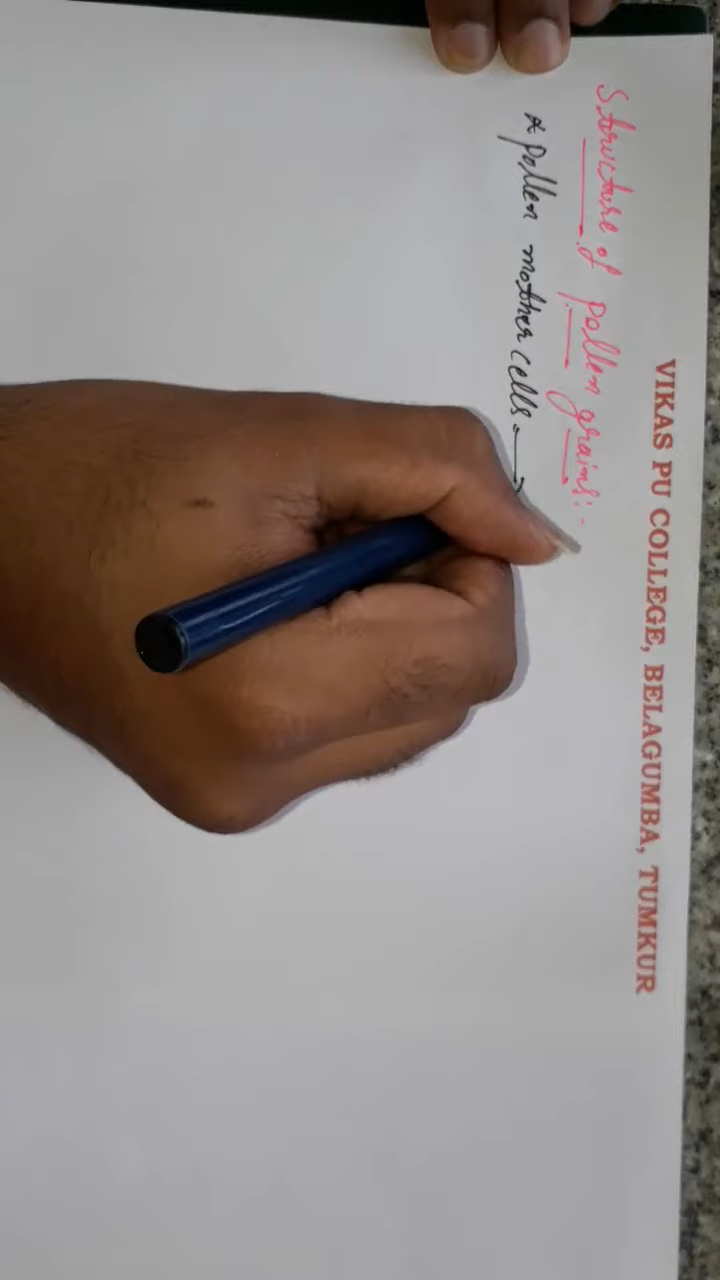 VIKAS PU COLLEGE, BELAGUMBA, TUMKUR
Structure of pollen grains:-
* Pollen mother cells →